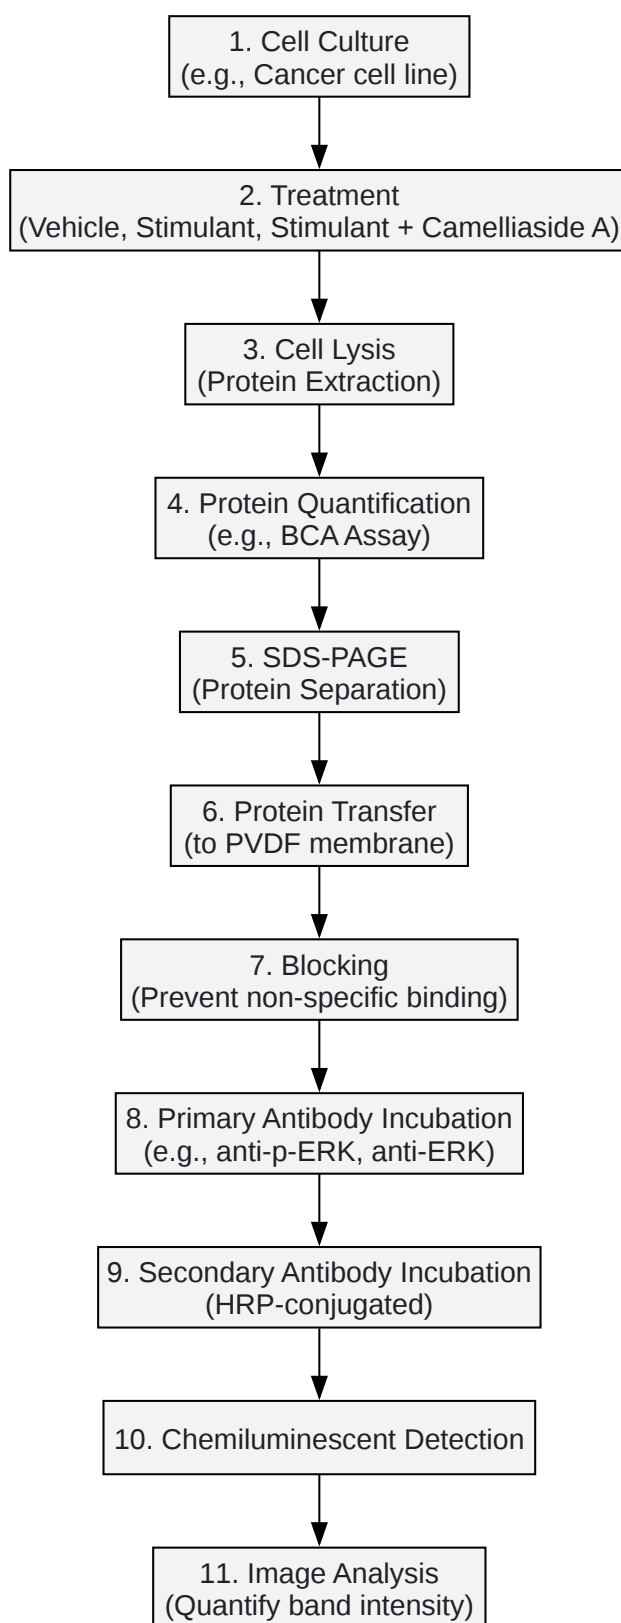 1. Cell Culture
(e.g., Cancer cell line)
2. Treatment
(Vehicle, Stimulant, Stimulant + Camelliaside A)
3. Cell Lysis
(Protein Extraction)
4. Protein Quantification
(e.g., BCA Assay)
5. SDS-PAGE
(Protein Separation)
6. Protein Transfer
(to PVDF membrane)
7. Blocking
(Prevent non-specific binding)
8. Primary Antibody Incubation
(e.g., anti-p-ERK, anti-ERK)
9. Secondary Antibody Incubation
(HRP-conjugated)
10. Chemiluminescent Detection
11. Image Analysis
(Quantify band intensity)